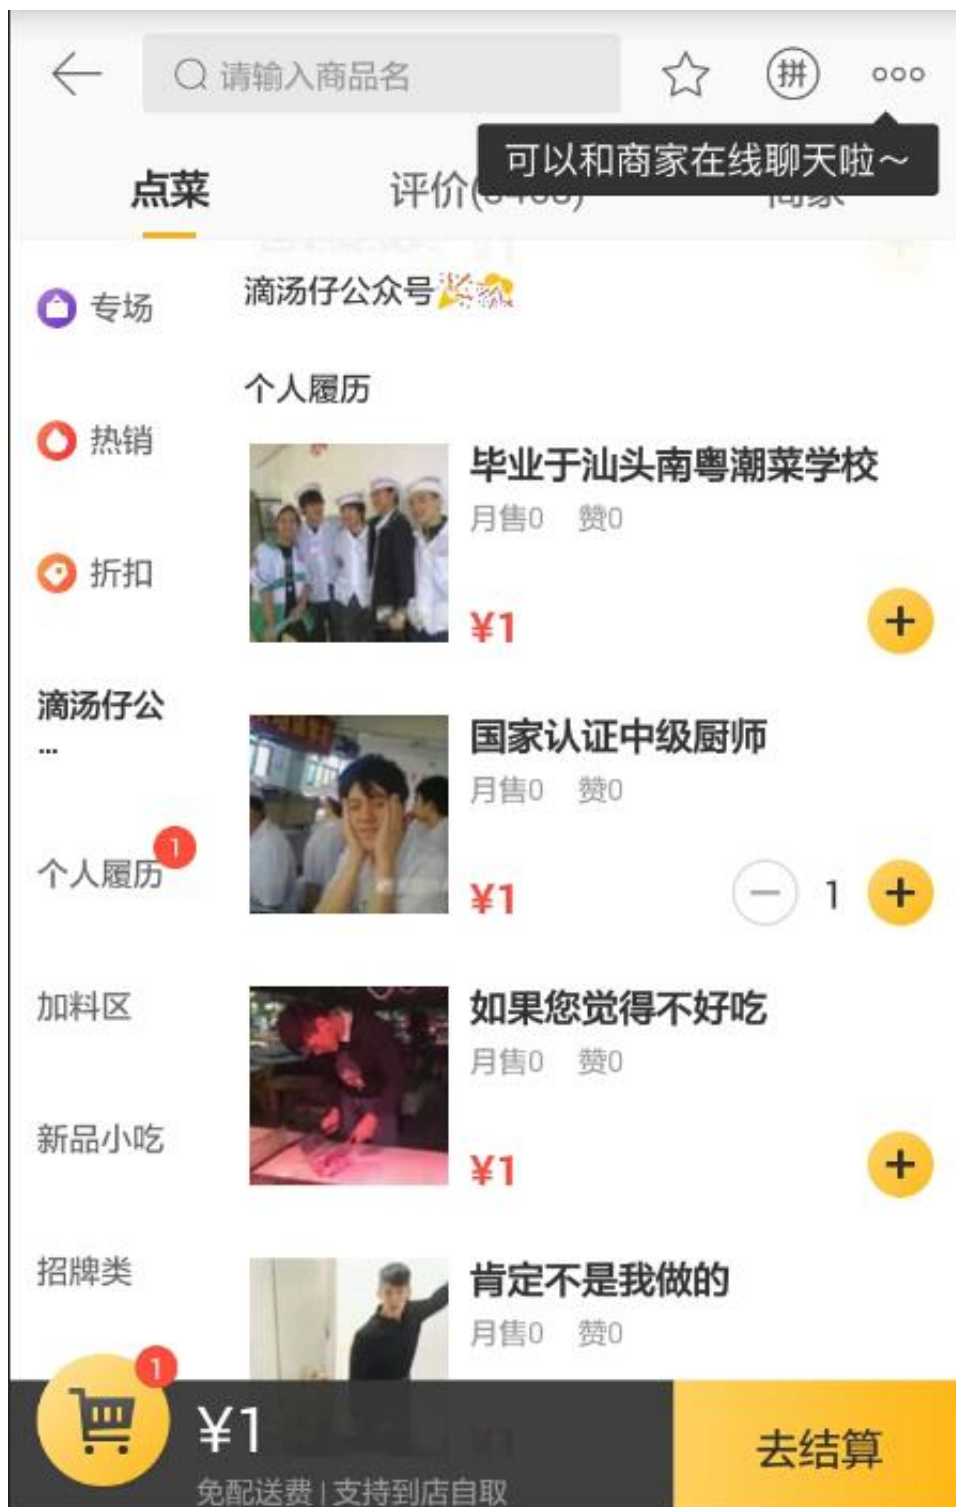 请输入商品名
拼
可以和商家在线聊天啦～
点菜
评价(
专场
热销
折扣
滴汤仔公
...
个人履历
1
加料区
新品小吃
招牌类
滴汤仔公众号
个人履历
毕业于汕头南粤潮菜学校
月售0 赞0
¥1
国家认证中级厨师
月售0 赞0
¥1
1
如果您觉得不好吃
月售0 赞0
¥1
肯定不是我做的
月售0 赞0
1
¥1
免配送费 | 支持到店自取
去结算